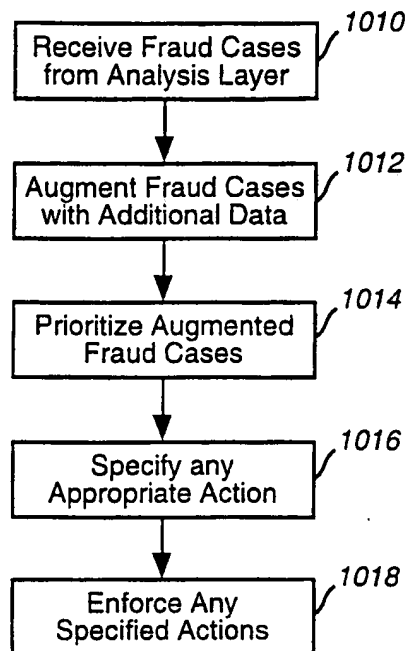 1010
Receive Fraud Cases
from Analysis Layer
1012
Augment Fraud Cases
with Additional Data
1014
Prioritize Augmented
Fraud Cases
1016
Specify any
Appropriate Action
1018
Enforce Any
Specified Actions